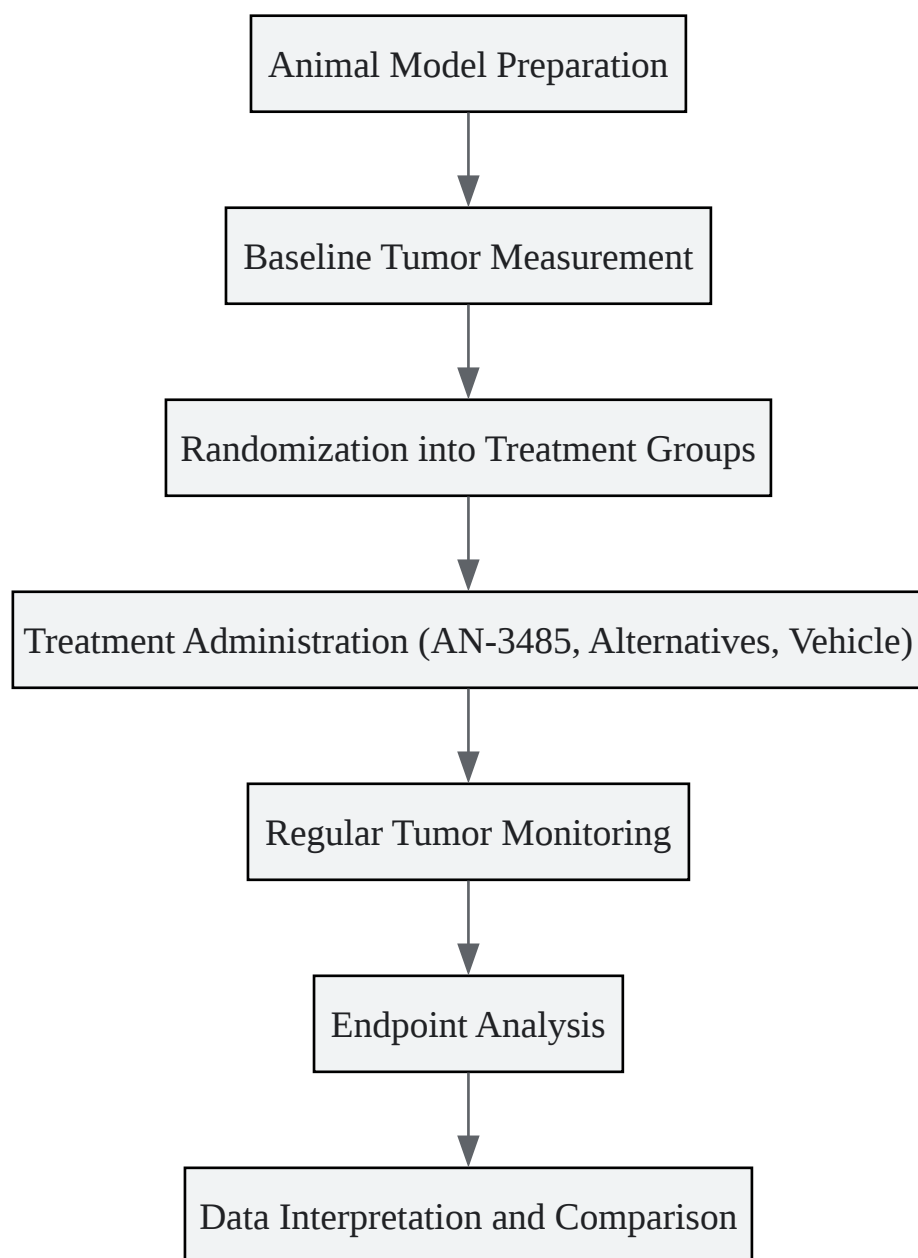 Animal Model Preparation
Baseline Tumor Measurement
Randomization into Treatment Groups
Treatment Administration (AN-3485, Alternatives, Vehicle)
Regular Tumor Monitoring
Endpoint Analysis
Data Interpretation and Comparison